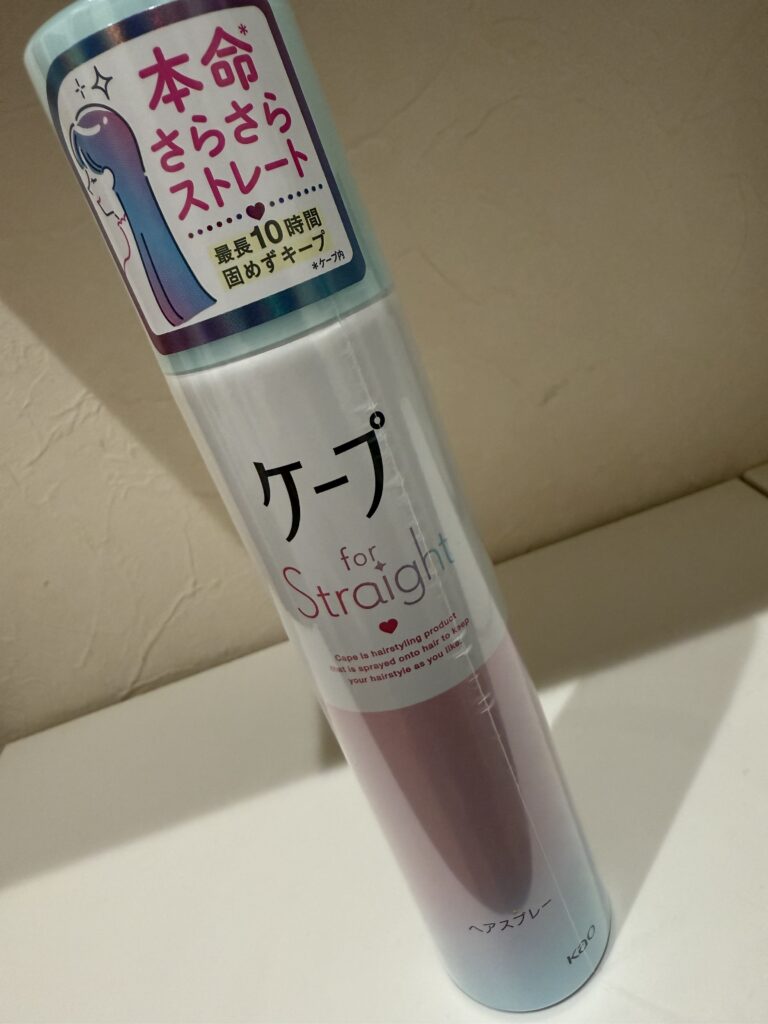 本命*
さらさら
ストレート
最長10時間
固めずキープ
*ケープ内
ケープ
for
Straight
Cape is hairstyling product
that is sprayed onto hair to keep
your hairstyle as you like.
ヘアスプレー
Kao